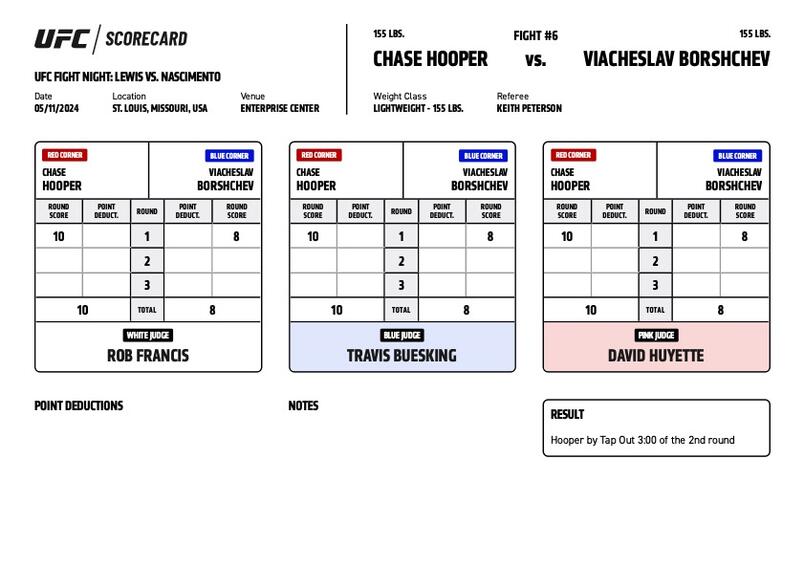 UFC / SCORECARD
UFC FIGHT NIGHT: LEWIS VS. NASCIMENTO
Date Location Venue
05/11/2024 ST. LOUIS, MISSOURI, USA ENTERPRISE CENTER
155 LBS. FIGHT #6 155 LBS.
CHASE HOOPER vs. VIACHESLAV BORSHCHEV
Weight Class Referee
LIGHTWEIGHT - 155 LBS. KEITH PETERSON
RED CORNER BLUE CORNER
CHASE VIACHESLAV
HOOPER BORSHCHEV
ROUND SCORE POINT DEDUCT. ROUND POINT DEDUCT. ROUND SCORE
10 1 8
2
3
10 TOTAL 8
WHITE JUDGE
ROB FRANCIS
RED CORNER BLUE CORNER
CHASE VIACHESLAV
HOOPER BORSHCHEV
ROUND SCORE POINT DEDUCT. ROUND POINT DEDUCT. ROUND SCORE
10 1 8
2
3
10 TOTAL 8
BLUE JUDGE
TRAVIS BUESKING
RED CORNER BLUE CORNER
CHASE VIACHESLAV
HOOPER BORSHCHEV
ROUND SCORE POINT DEDUCT. ROUND POINT DEDUCT. ROUND SCORE
10 1 8
2
3
10 TOTAL 8
PINK JUDGE
DAVID HUYETTE
POINT DEDUCTIONS
NOTES
RESULT
Hooper by Tap Out 3:00 of the 2nd round